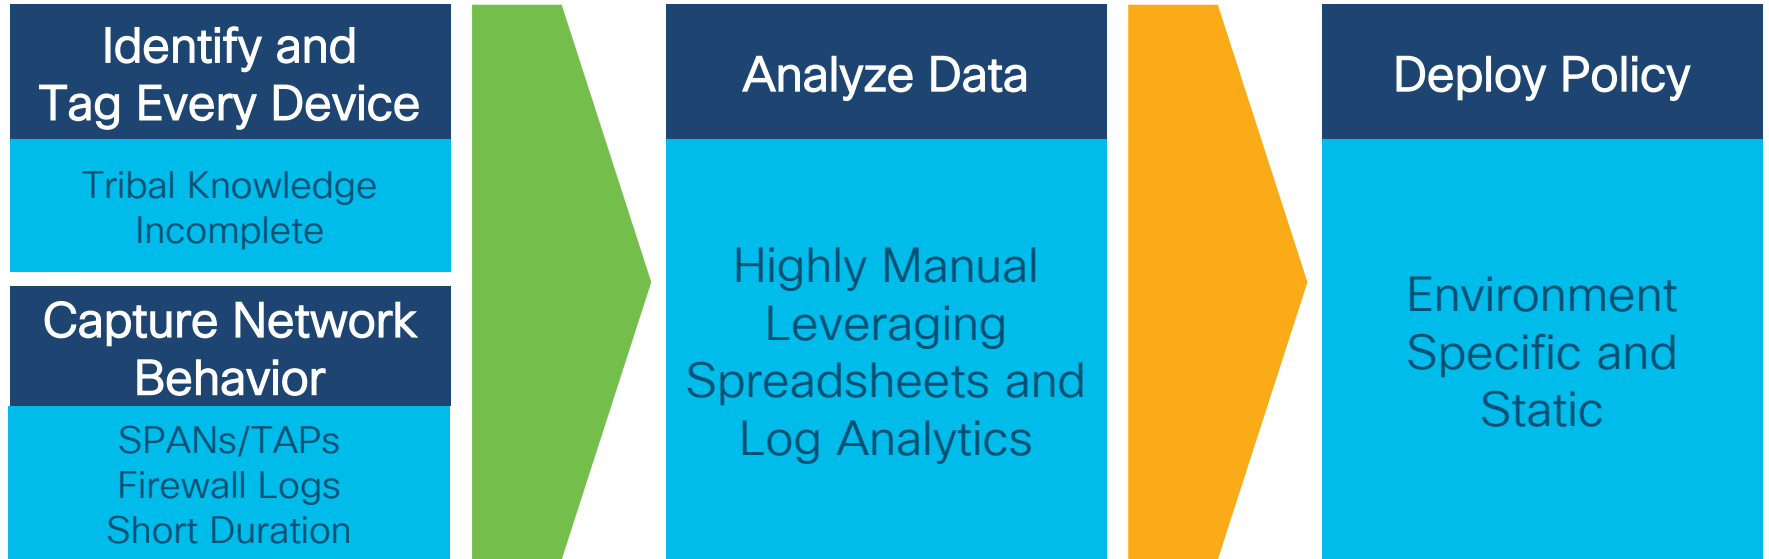 Identify and
Tag Every Device
Tribal Knowledge
Incomplete
Capture Network
Behavior
SPANs/TAPs
Firewall Logs
Short Duration
Analyze Data
Highly Manual
Leveraging
Spreadsheets and
Log Analytics
Deploy Policy
Environment
Specific and
Static